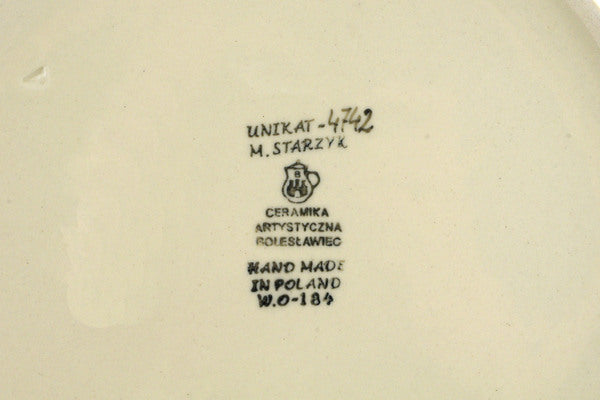 UNIKAT-4742
M. STARZYK
B
CERAMIKA
ARTYSTYCZNA
BOLESŁAWIEC
HAND MADE
IN POLAND
W.O-184